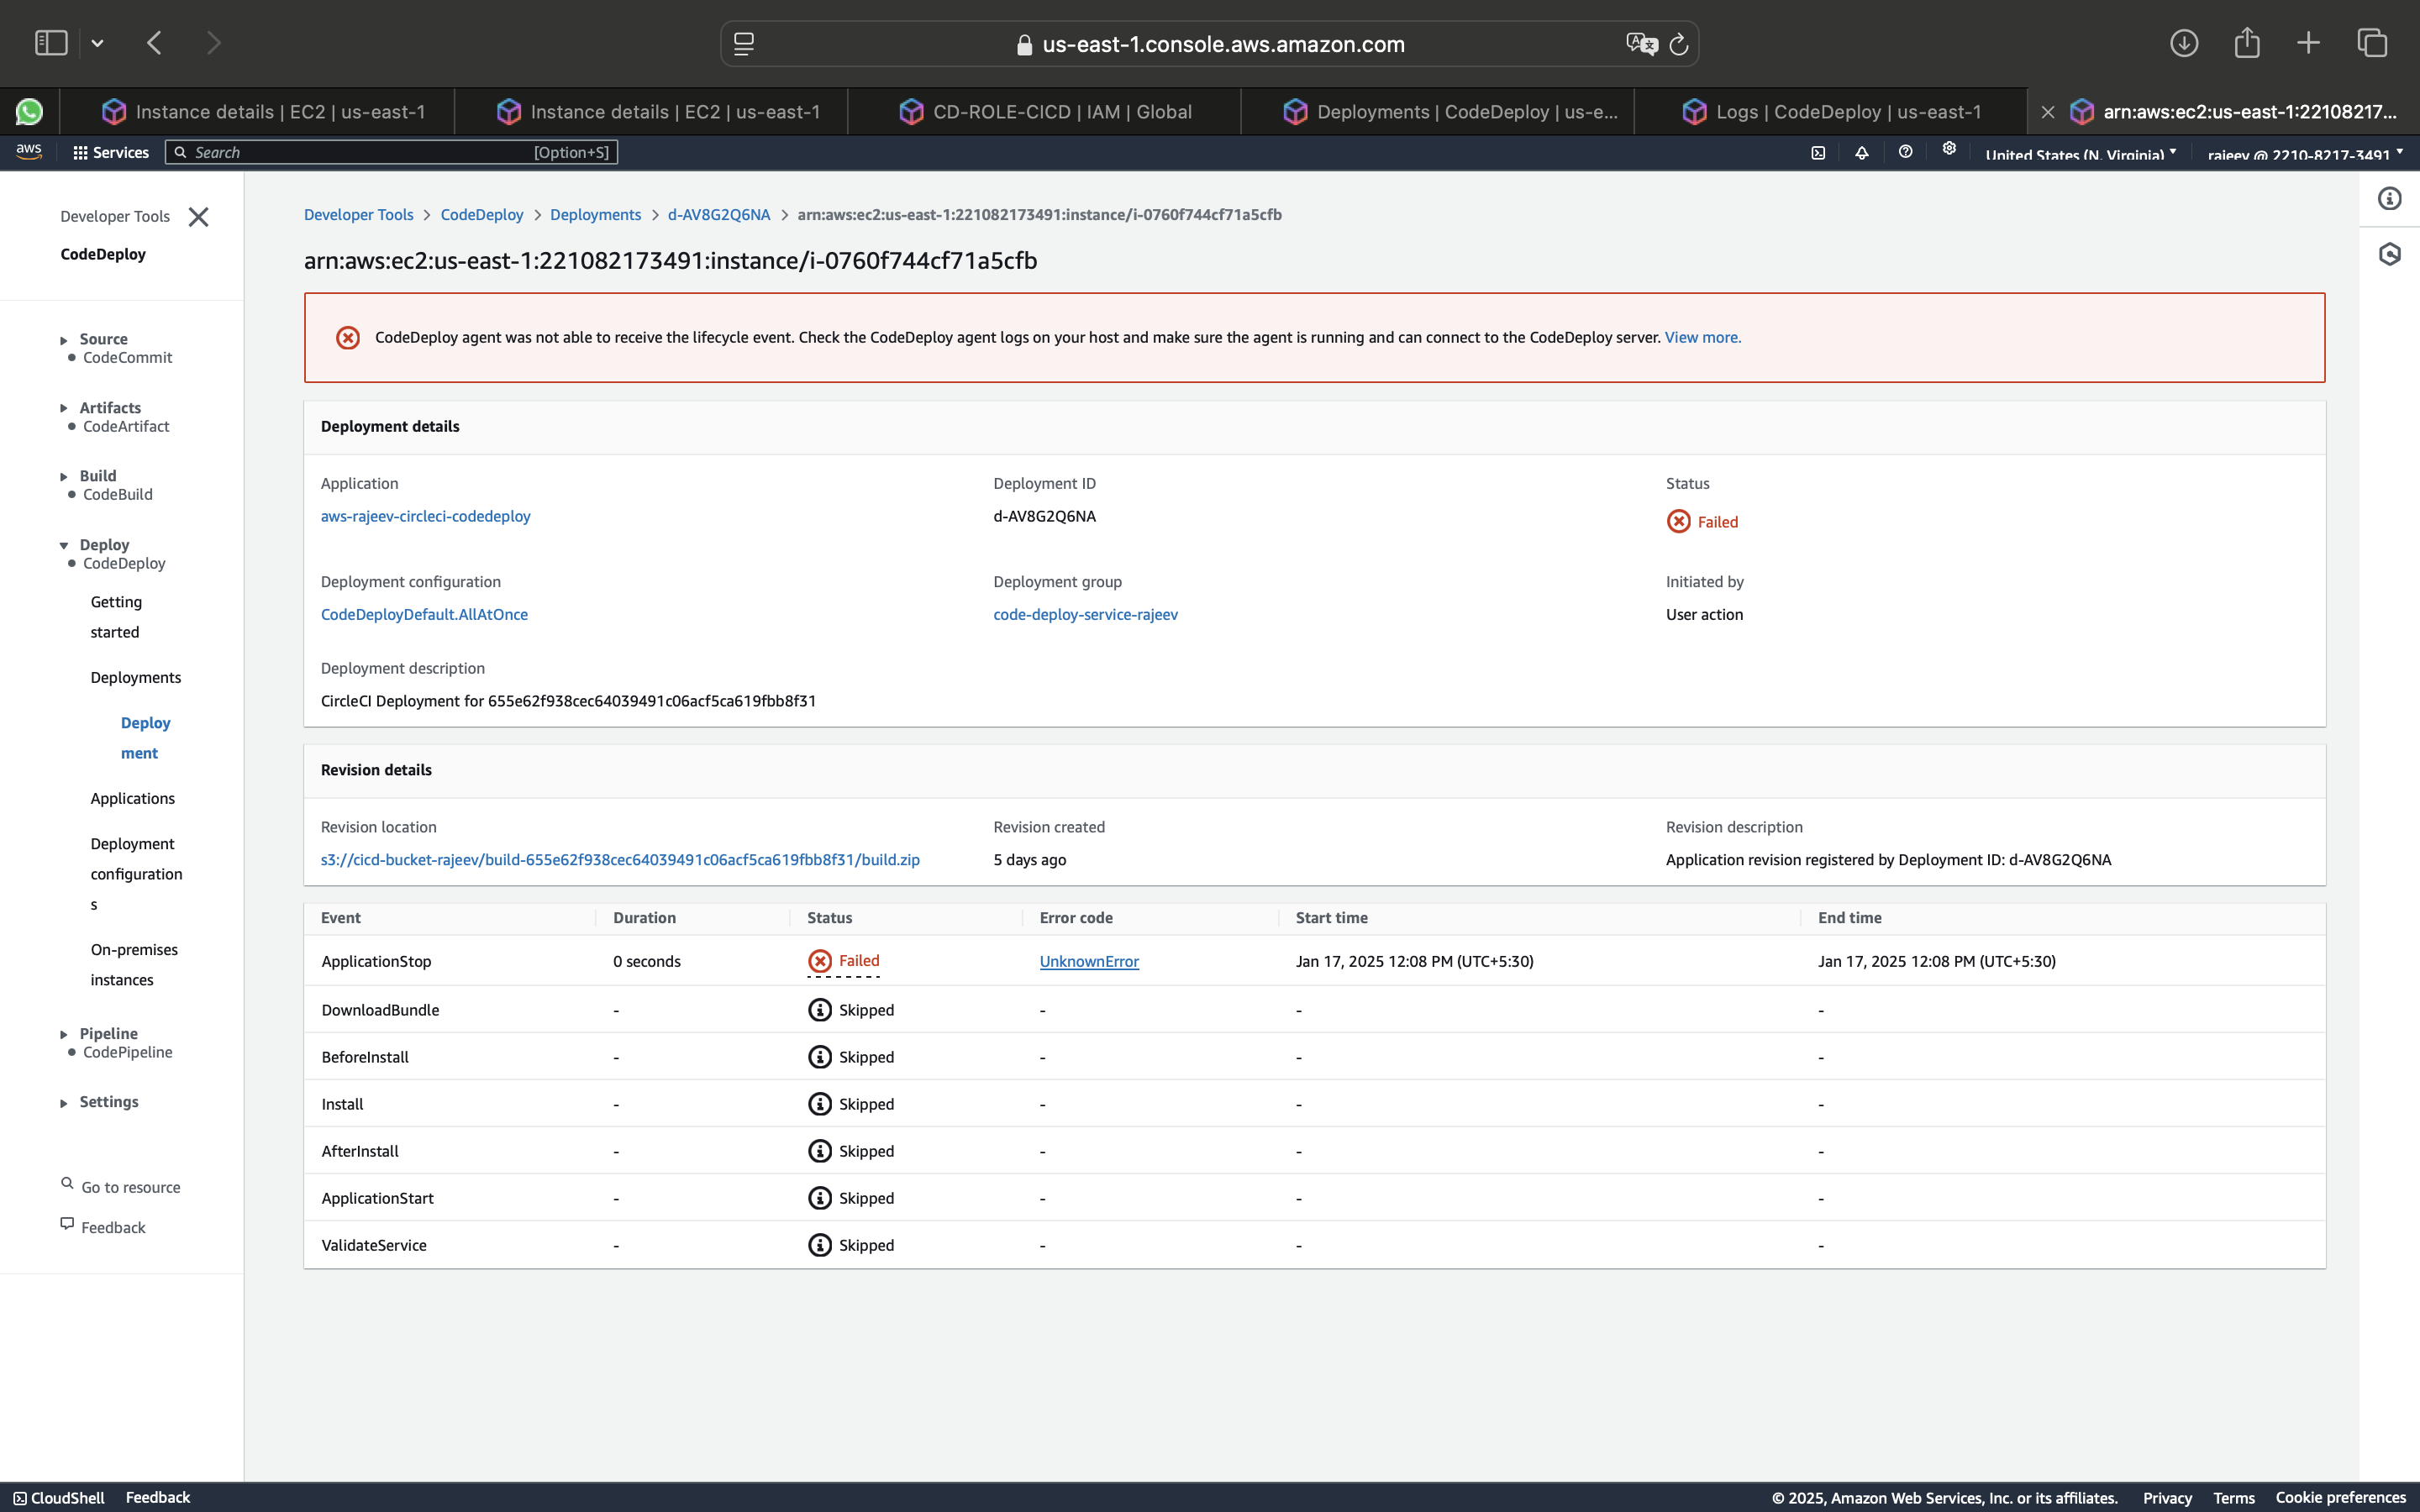 us-east-1.console.aws.amazon.com
Instance details | EC2 | us-east-1
Instance details | EC2 | us-east-1
CD-ROLE-CICD | IAM | Global
Deployments | CodeDeploy | us-e...
Logs | CodeDeploy | us-east-1
arn:aws:ec2:us-east-1:22108217...
aws
Services
Search
[Option+S]
United States (N. Virginia)
rajeev @ 2210-8217-3491
Developer Tools
CodeDeploy
Source
CodeCommit
Artifacts
CodeArtifact
Build
CodeBuild
Deploy
CodeDeploy
Getting
started
Deployments
Deploy
ment
Applications
Deployment
configuration
s
On-premises
instances
Pipeline
CodePipeline
Settings
Go to resource
Feedback
Developer Tools > CodeDeploy > Deployments > d-AV8G2Q6NA > arn:aws:ec2:us-east-1:221082173491:instance/i-0760f744cf71a5cfb
arn:aws:ec2:us-east-1:221082173491:instance/i-0760f744cf71a5cfb
CodeDeploy agent was not able to receive the lifecycle event. Check the CodeDeploy agent logs on your host and make sure the agent is running and can connect to the CodeDeploy server. View more.
Deployment details
Application
aws-rajeev-circleci-codedeploy
Deployment ID
d-AV8G2Q6NA
Status
Failed
Deployment configuration
CodeDeployDefault.AllAtOnce
Deployment group
code-deploy-service-rajeev
Initiated by
User action
Deployment description
CircleCI Deployment for 655e62f938cec64039491c06acf5ca619fbb8f31
Revision details
Revision location
s3://cicd-bucket-rajeev/build-655e62f938cec64039491c06acf5ca619fbb8f31/build.zip
Revision created
5 days ago
Revision description
Application revision registered by Deployment ID: d-AV8G2Q6NA
Event Duration Status Error code Start time End time
ApplicationStop 0 seconds Failed UnknownError Jan 17, 2025 12:08 PM (UTC+5:30) Jan 17, 2025 12:08 PM (UTC+5:30)
DownloadBundle - Skipped - - -
BeforeInstall - Skipped - - -
Install - Skipped - - -
AfterInstall - Skipped - - -
ApplicationStart - Skipped - - -
ValidateService - Skipped - - -
CloudShell Feedback
© 2025, Amazon Web Services, Inc. or its affiliates. Privacy Terms Cookie preferences